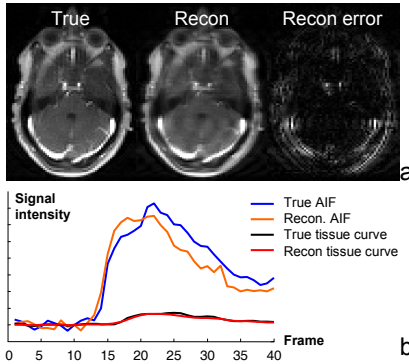 True Recon Recon error
a
Signal
intensity
True AIF
Recon. AIF
True tissue curve
Recon tissue curve
Frame
0 5 10 15 20 25 30 35 40
b